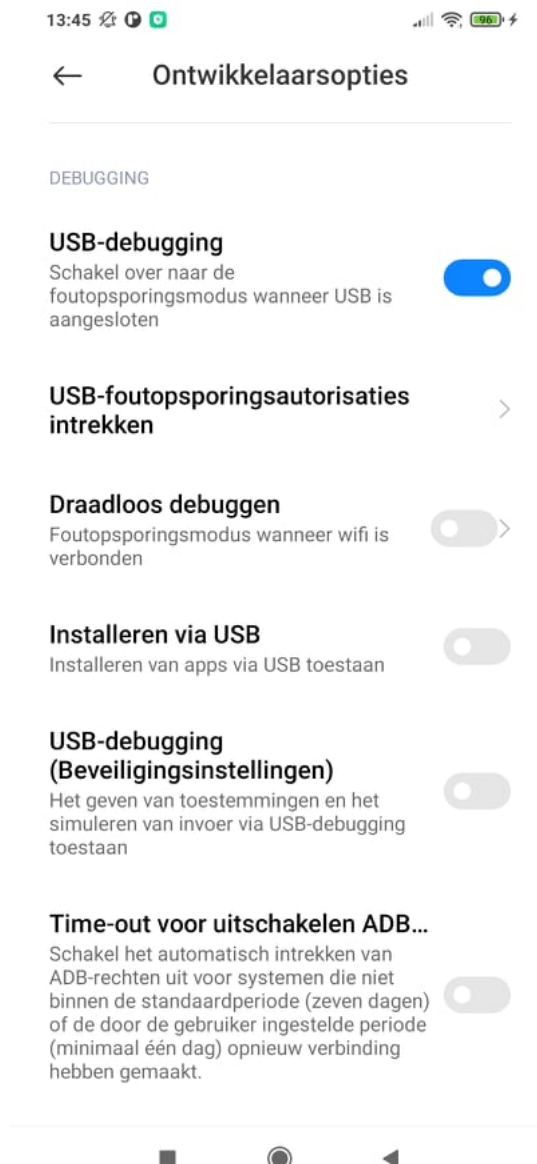 13:45
96
Ontwikkelaarsopties
DEBUGGING
USB-debugging
Schakel over naar de
foutopsporingsmodus wanneer USB is
aangesloten
USB-foutopsporingsautorisaties
intrekken
Draadloos debuggen
Foutopsporingsmodus wanneer wifi is
verbonden
Installeren via USB
Installeren van apps via USB toestaan
USB-debugging
(Beveiligingsinstellingen)
Het geven van toestemmingen en het
simuleren van invoer via USB-debugging
toestaan
Time-out voor uitschakelen ADB...
Schakel het automatisch intrekken van
ADB-rechten uit voor systemen die niet
binnen de standaardperiode (zeven dagen)
of de door de gebruiker ingestelde periode
(minimaal één dag) opnieuw verbinding
hebben gemaakt.